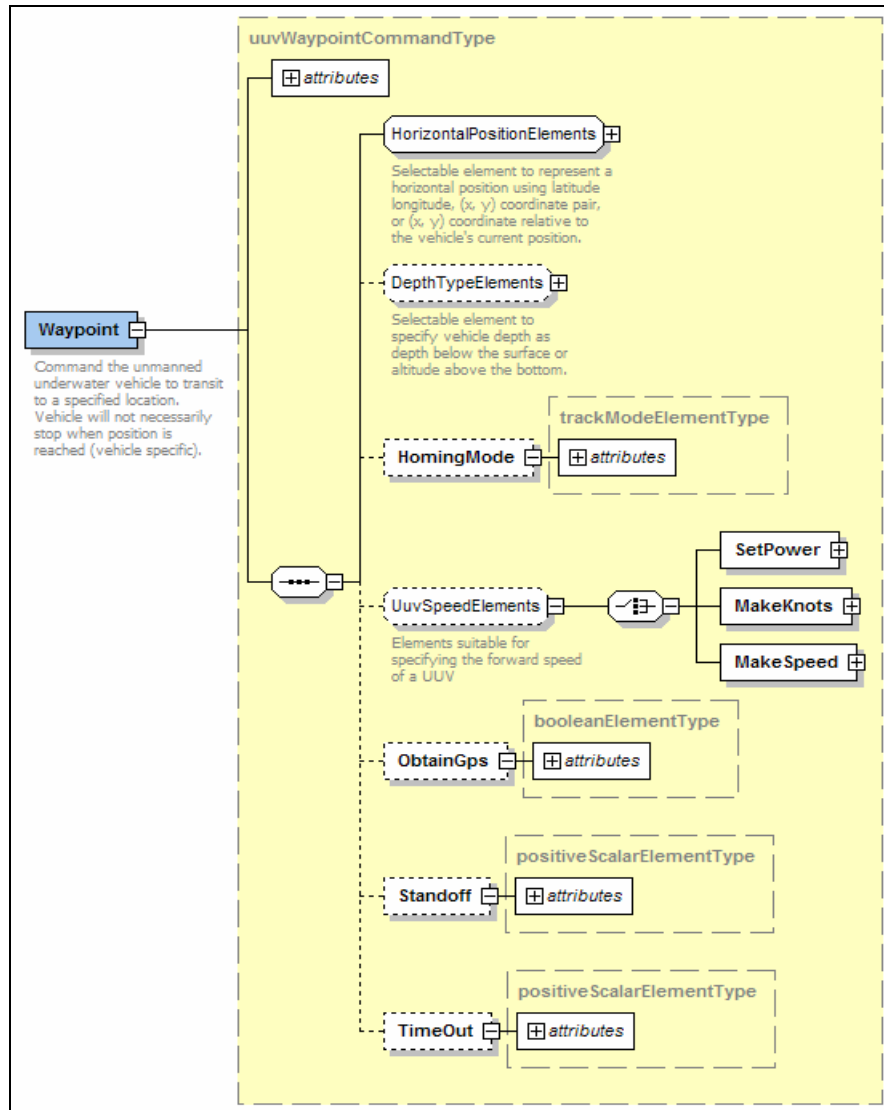 uuvWaypointCommandType
attributes
HorizontalPositionElements
Selectable element to represent a
horizontal position using latitude
longitude, (x, y) coordinate pair,
or (x, y) coordinate relative to
the vehicle's current position.
DepthTypeElements
Selectable element to
specify vehicle depth as
depth below the surface or
altitude above the bottom.
Waypoint
Command the unmanned
underwater vehicle to transit
to a specified location.
Vehicle will not necessarily
stop when position is
reached (vehicle specific).
trackModeElementType
HomingMode
attributes
SetPower
UuvSpeedElements
MakeKnots
Elements suitable for
specifying the forward speed
of a UUV
MakeSpeed
booleanElementType
ObtainGps
attributes
positiveScalarElementType
Standoff
attributes
positiveScalarElementType
TimeOut
attributes